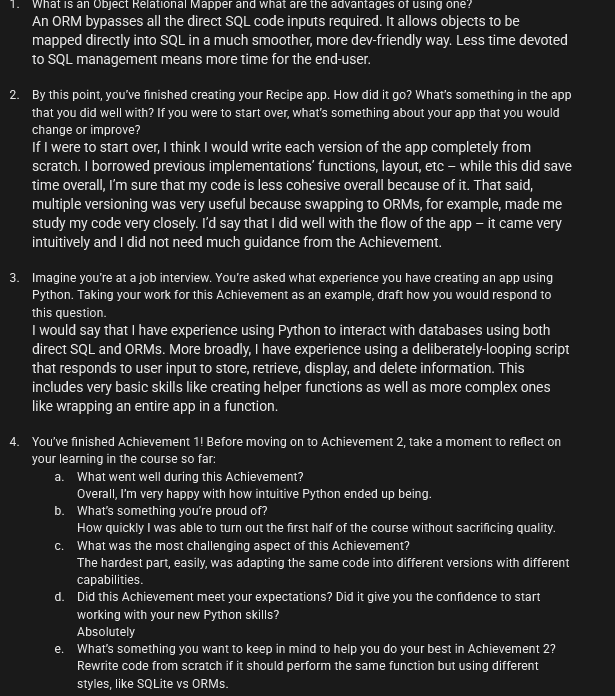 1. What is an Object Relational Mapper and what are the advantages of using one?
An ORM bypasses all the direct SQL code inputs required. It allows objects to be
mapped directly into SQL in a much smoother, more dev-friendly way. Less time devoted
to SQL management means more time for the end-user.
2. By this point, you've finished creating your Recipe app. How did it go? What's something in the app
that you did well with? If you were to start over, what's something about your app that you would
change or improve?
If I were to start over, I think I would write each version of the app completely from
scratch. I borrowed previous implementations' functions, layout, etc – while this did save
time overall, I'm sure that my code is less cohesive overall because of it. That said,
multiple versioning was very useful because swapping to ORMs, for example, made me
study my code very closely. I'd say that I did well with the flow of the app – it came very
intuitively and I did not need much guidance from the Achievement.
3. Imagine you're at a job interview. You're asked what experience you have creating an app using
Python. Taking your work for this Achievement as an example, draft how you would respond to
this question.
I would say that I have experience using Python to interact with databases using both
direct SQL and ORMs. More broadly, I have experience using a deliberately-looping script
that responds to user input to store, retrieve, display, and delete information. This
includes very basic skills like creating helper functions as well as more complex ones
like wrapping an entire app in a function.
4. You've finished Achievement 1! Before moving on to Achievement 2, take a moment to reflect on
your learning in the course so far:
a. What went well during this Achievement?
Overall, I'm very happy with how intuitive Python ended up being.
b. What's something you're proud of?
How quickly I was able to turn out the first half of the course without sacrificing quality.
c. What was the most challenging aspect of this Achievement?
The hardest part, easily, was adapting the same code into different versions with different
capabilities.
d. Did this Achievement meet your expectations? Did it give you the confidence to start
working with your new Python skills?
Absolutely
e. What's something you want to keep in mind to help you do your best in Achievement 2?
Rewrite code from scratch if it should perform the same function but using different
styles, like SQLite vs ORMs.